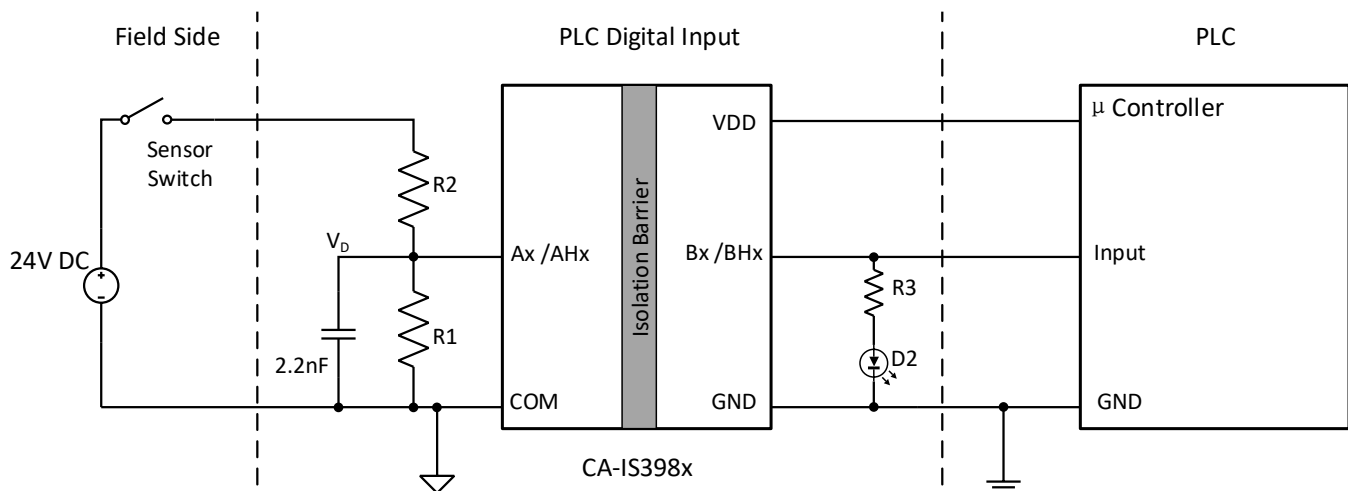 Field Side
PLC Digital Input
PLC
Sensor
Switch
24V DC
+
-
R2
VD
2.2nF
R1
Ax /AHx
COM
Isolation Barrier
VDD
Bx /BHx
GND
CA-IS398x
R3
D2
μ Controller
Input
GND